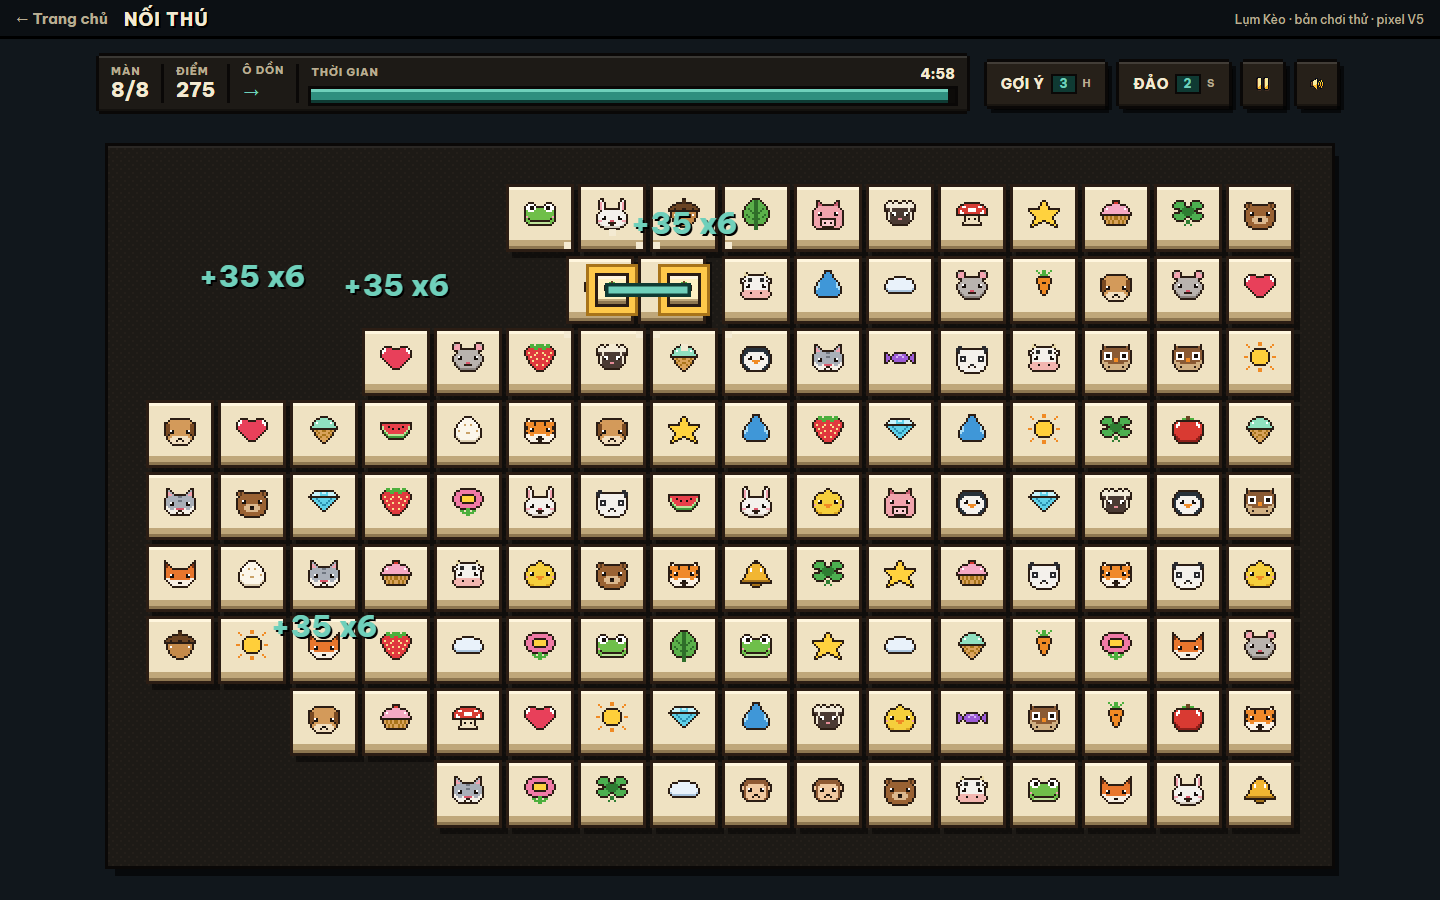 ← Trang chủ NỐI THÚ
Lụm Kèo · bản chơi thử · pixel V5
MÀN
8/8
ĐIỂM
275
Ô DỒN
→
THỜI GIAN
4:58
GỢI Ý 3 H
ĐẢO 2 S
+35 x6
+35 x6
+35 x6
+35 x6